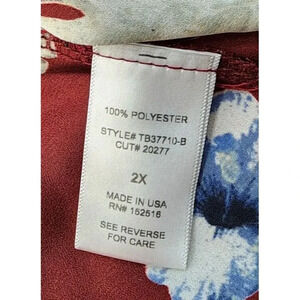 100% POLYESTER
STYLE# TB37710-B
CUT# 20277
2X
MADE IN USA
RN# 152516
SEE REVERSE
FOR CARE